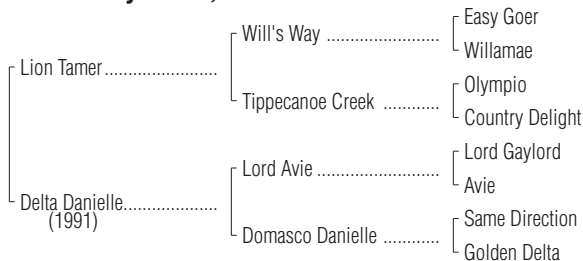 Easy Goer
Will's Way ....................
Willamae
Lion Tamer ....................
Olympio
Tippecanoe Creek ............
Country Delight
Lord Gaylord
Lord Avie ......................
Avie
Delta Danielle..................
(1991)
Same Direction
Domasco Danielle ............
Golden Delta